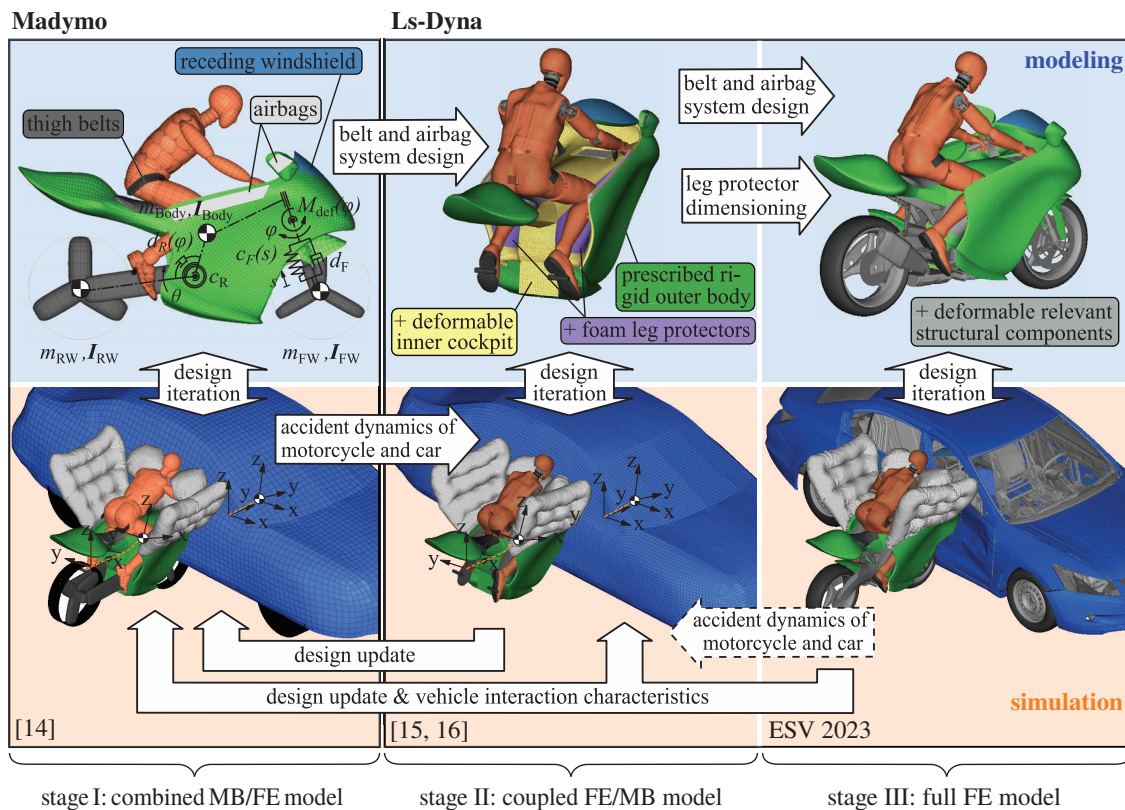 Madymo
Ls-Dyna
receding windshield
airbags
thigh belts
m_Body, I_Body
M_def(φ)
d_R(φ)
φ
c_F(s)
d_F
c_R
s
θ
m_RW, I_RW
m_FW, I_FW
belt and airbag
system design
prescribed ri-
gid outer body
+ deformable
inner cockpit
+ foam leg protectors
modeling
belt and airbag
system design
leg protector
dimensioning
+ deformable relevant
structural components
design
iteration
design
iteration
design
iteration
accident dynamics of
motorcycle and car
z
y
x
z
y
x
z
y
x
z
y
z
y
x
z
y
x
z
y
x
z
y
x
accident dynamics of
motorcycle and car
design update
design update & vehicle interaction characteristics
simulation
[14]
[15, 16]
ESV 2023
stage I: combined MB/FE model
stage II: coupled FE/MB model
stage III: full FE model